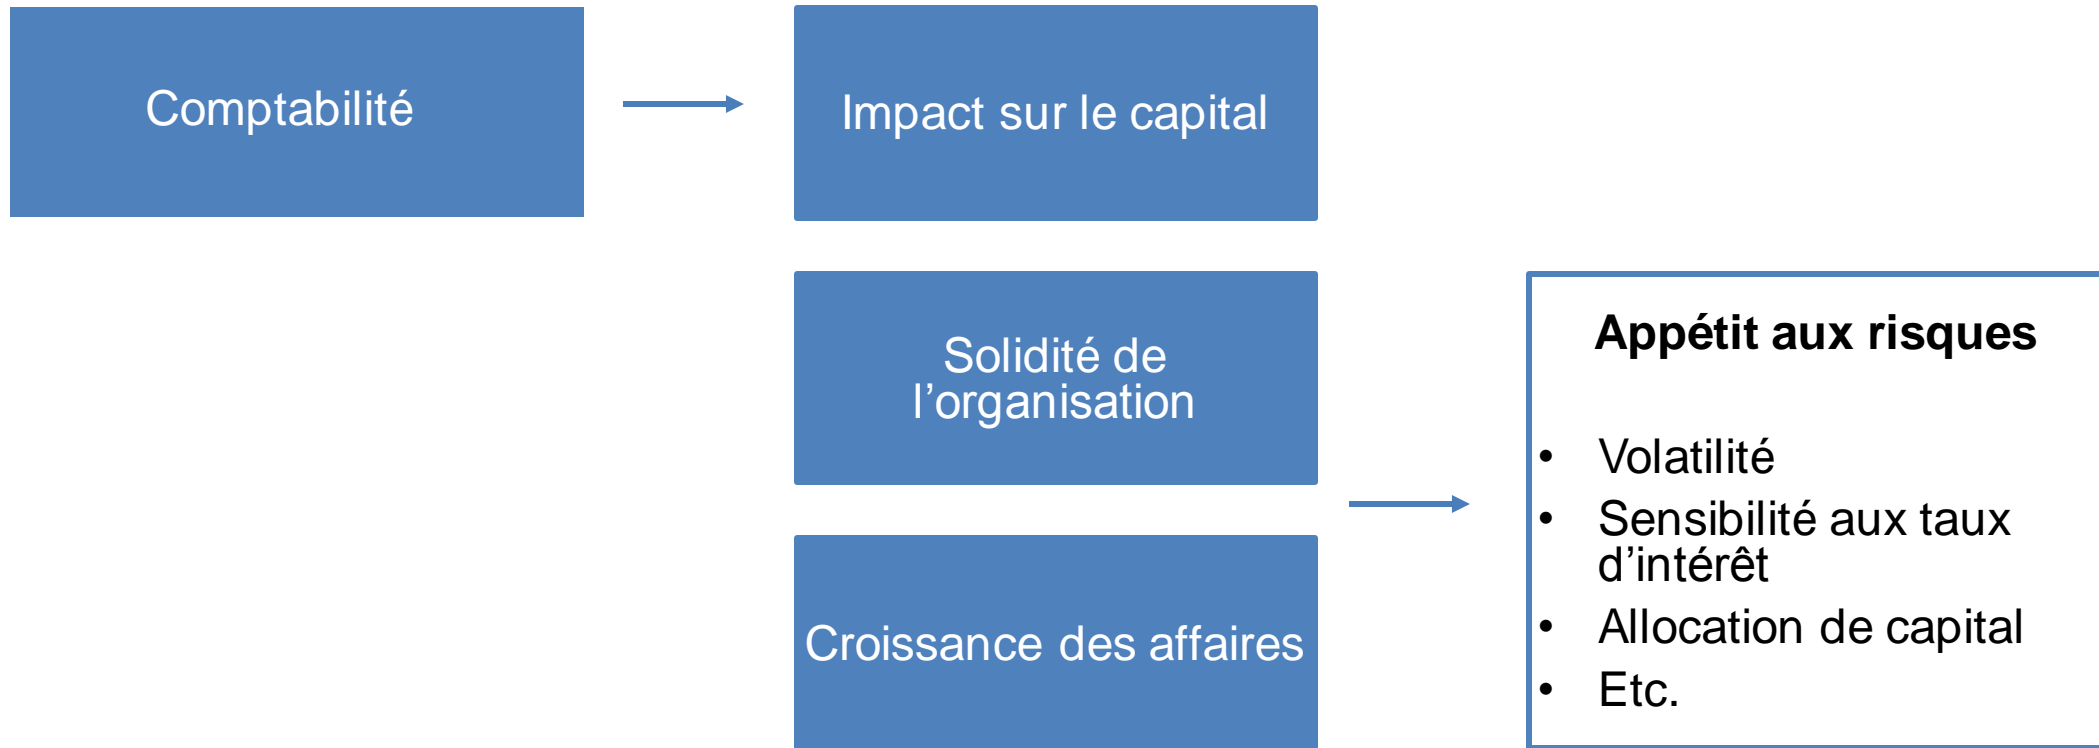 Comptabilité
Impact sur le capital
Solidité de
l’organisation
Croissance des affaires
Appétit aux risques
• Volatilité
• Sensibilité aux taux
d’intérêt
• Allocation de capital
• Etc.